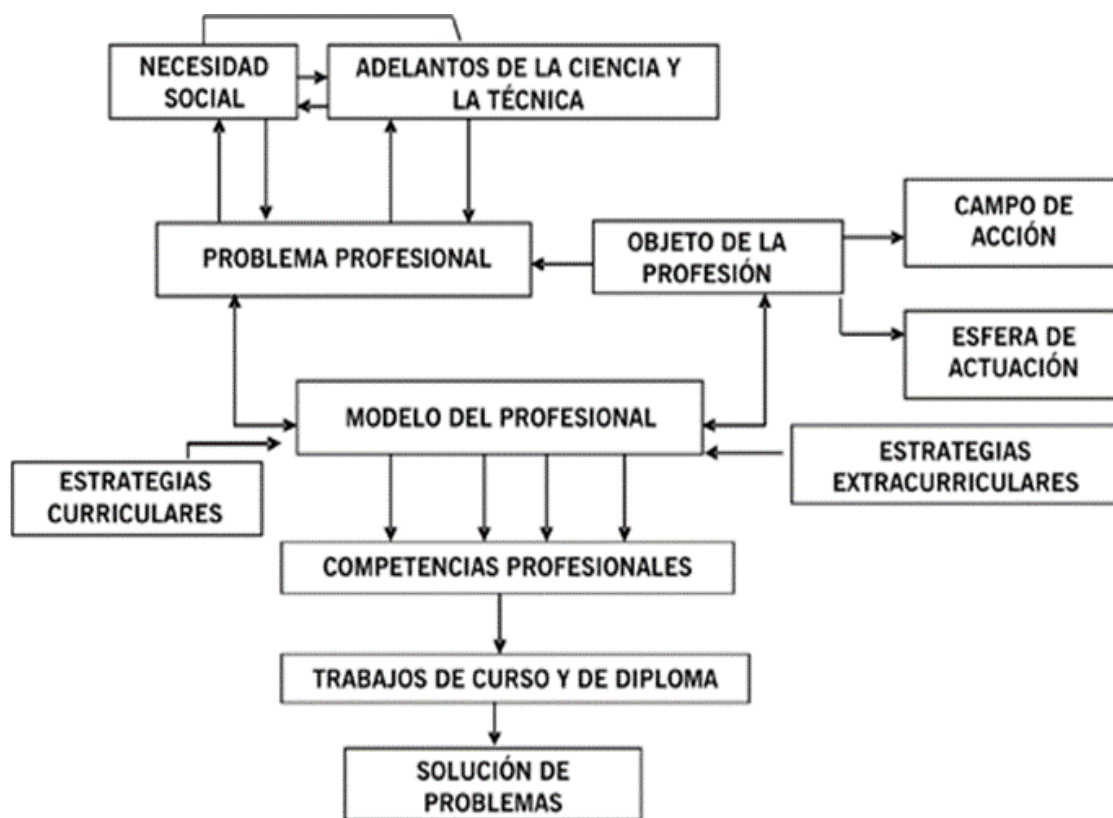 NECESIDAD
SOCIAL
ADELANTOS DE LA CIENCIA Y
LA TÉCNICA
PROBLEMA PROFESIONAL
OBJETO DE LA
PROFESIÓN
CAMPO DE
ACCIÓN
ESFERA DE
ACTUACIÓN
MODELO DEL PROFESIONAL
ESTRATEGIAS
CURRICULARES
ESTRATEGIAS
EXTRACURRICULARES
COMPETENCIAS PROFESIONALES
TRABAJOS DE CURSO Y DE DIPLOMA
SOLUCIÓN DE
PROBLEMAS